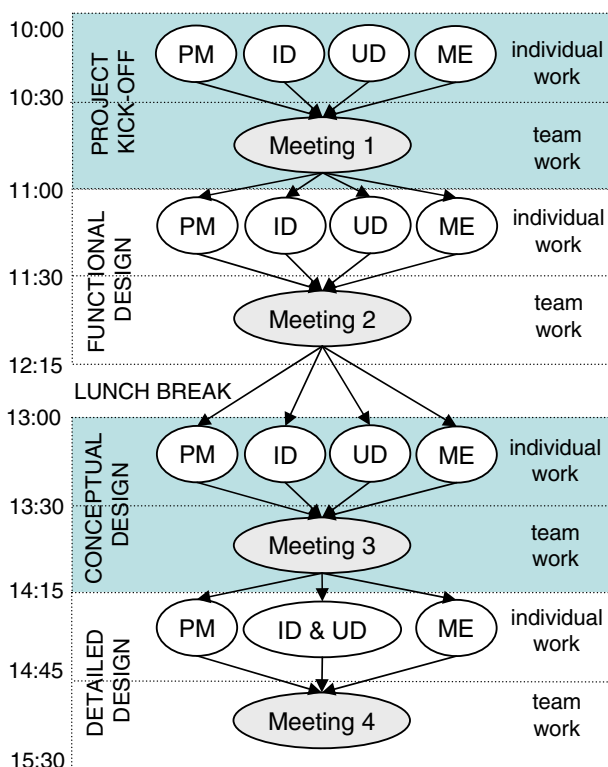 10:00
PM ID UD ME
individual
work
10:30
PROJECT
KICK-OFF
Meeting 1
team
work
11:00
PM ID UD ME
individual
work
11:30
FUNCTIONAL
DESIGN
Meeting 2
team
work
12:15
LUNCH BREAK
13:00
PM ID UD ME
individual
work
13:30
CONCEPTUAL
DESIGN
Meeting 3
team
work
14:15
PM ID & UD ME
individual
work
14:45
DETAILED
DESIGN
Meeting 4
team
work
15:30